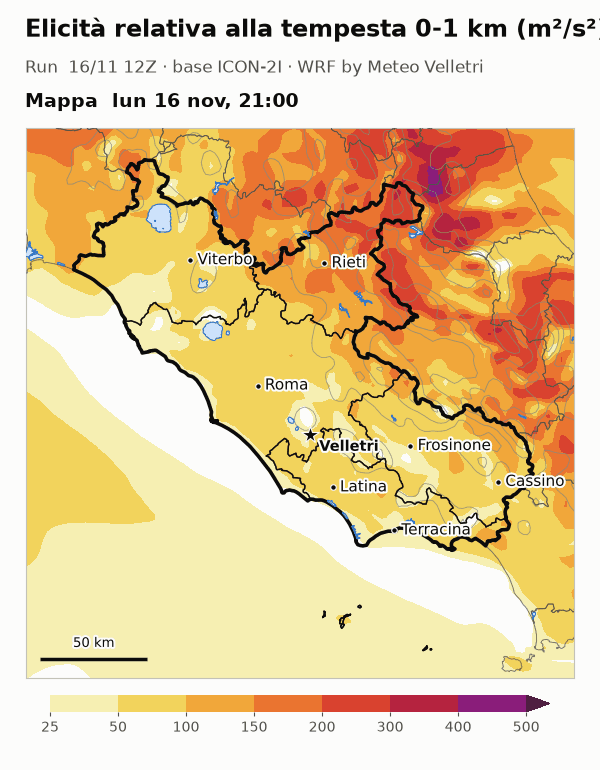 Elicità relativa alla tempesta 0-1 km (m²/s²)
Run  16/11 12Z · base ICON-2I · WRF by Meteo Velletri
Mappa  lun 16 nov, 21:00
Viterbo
Rieti
Roma
Velletri
Frosinone
Latina
Cassino
Terracina
50 km
25 50 100 150 200 300 400 500